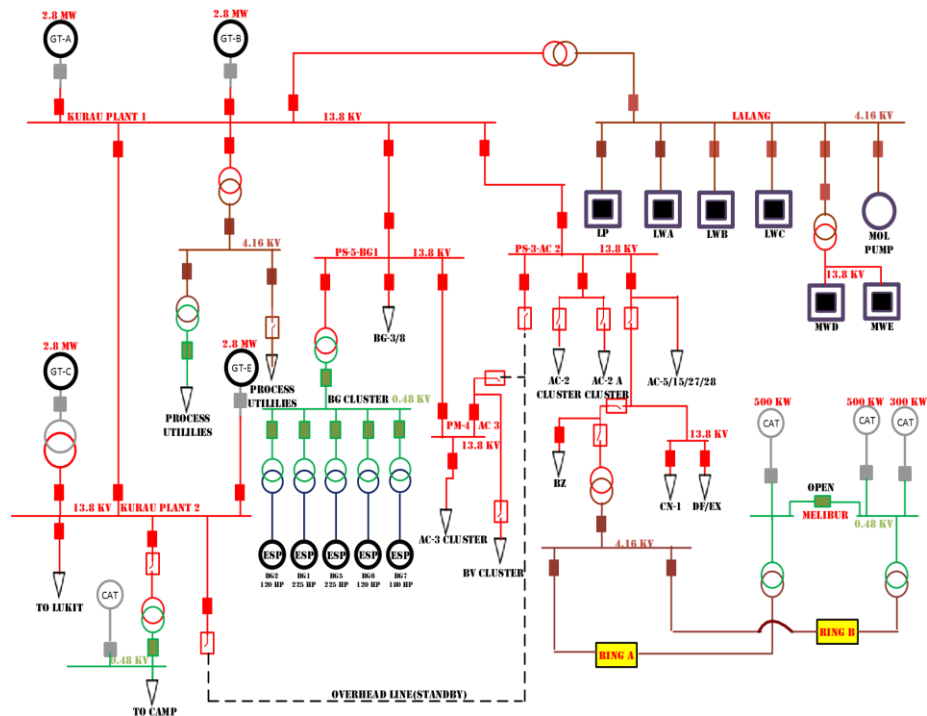 2.8 MW
2.8 MW
GT-A
GT-B
KURAU PLANT 1
13.8 KV
LALANG
4.16 KV
LP
LWA
LWB
LWC
MOL
PUMP
4.16 KV
PS-5-BG1
13.8 KV
PS-3-AC 2
13.8 KV
13.8 KV
MWD
MWE
BG-3/8
2.8 MW
2.8 MW
GT-C
GT-E
PROCESS
UTILILIES
PROCESS
UTILILIES
AC-2
CLUSTER
AC-2 A
CLUSTER
AC-5/15/27/28
BG CLUSTER
0.48 KV
PM-4
AC 3
13.8 KV
500 KW
500 KW
300 KW
CAT
CAT
CAT
13.8 KV
BZ
CN-1
DF/EX
OPEN
MELIBUR
0.48 KV
13.8 KV
KURAU PLANT 2
AC-3 CLUSTER
BV CLUSTER
4.16 KV
ESP
ESP
ESP
ESP
ESP
BG2
120 HP
BG1
225 HP
BG5
225 HP
BG6
120 HP
BG7
180 HP
TO LUKIT
CAT
0.48 KV
TO CAMP
RING A
RING B
OVERHEAD LINE(STANDBY)